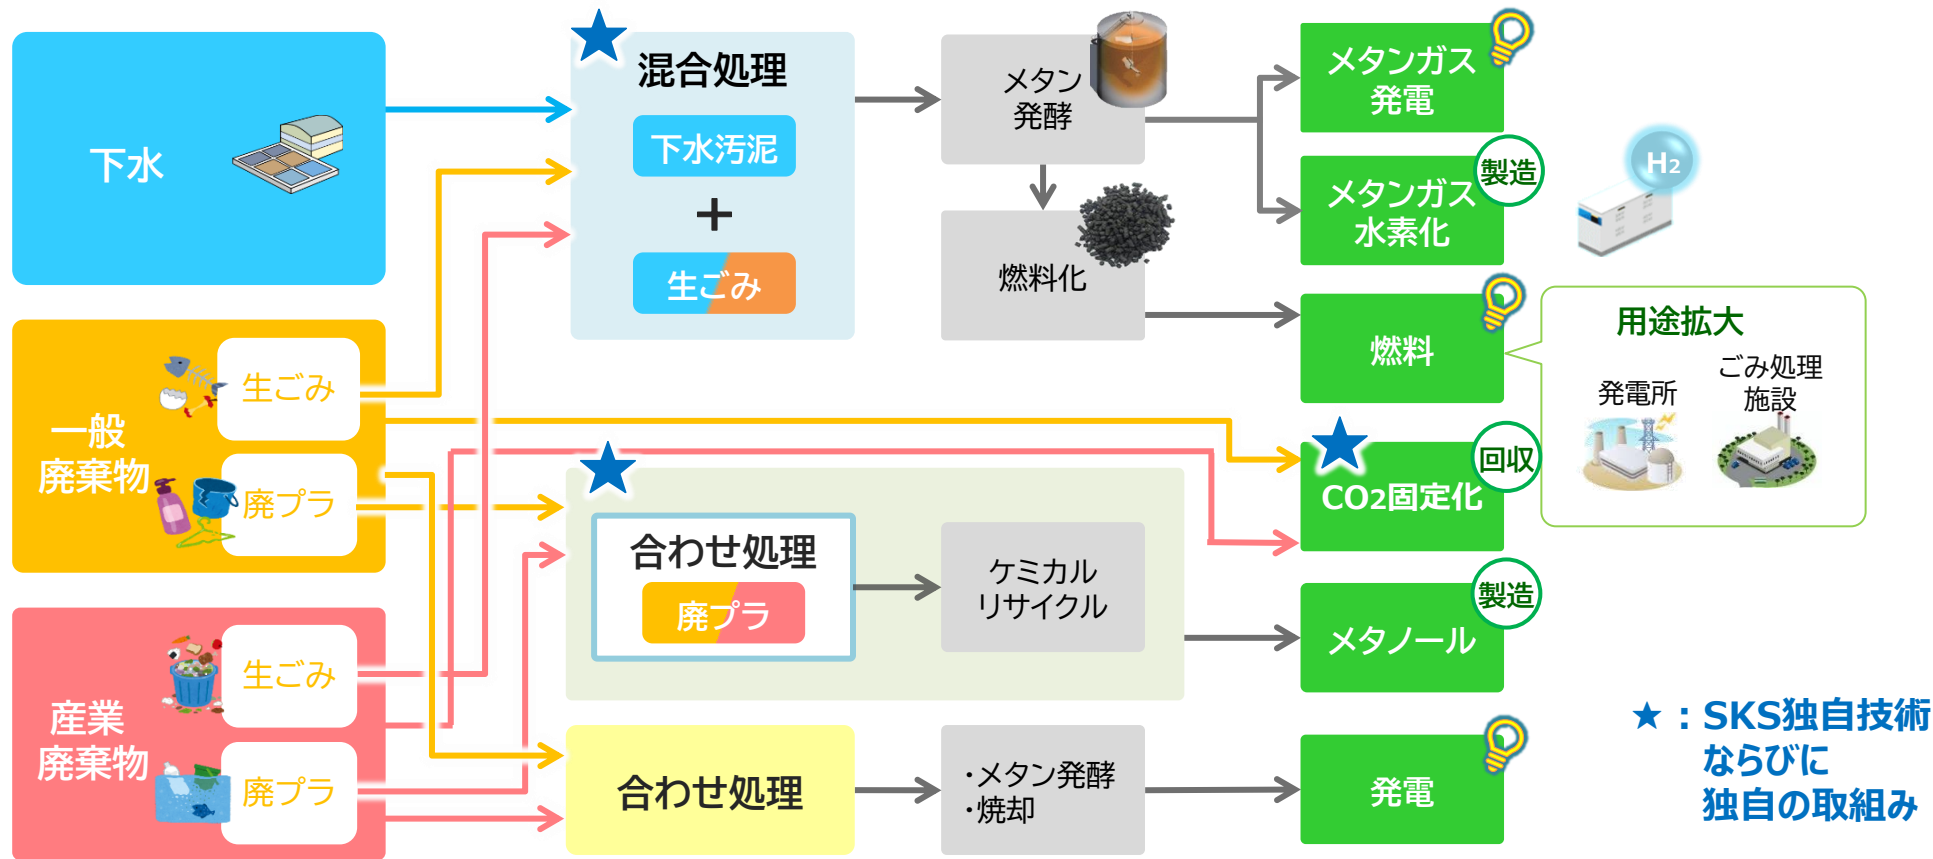 下水
一般
廃棄物
生ごみ
廃プラ
産業
廃棄物
生ごみ
廃プラ
混合処理
下水汚泥
+
生ごみ
合わせ処理
廃プラ
合わせ処理
メタン
発酵
燃料化
ケミカル
リサイクル
・メタン発酵
・焼却
メタンガス
発電
メタンガス
水素化
製造
H2
燃料
用途拡大
発電所
ごみ処理
施設
CO2固定化
回収
メタノール
製造
発電
★：SKS独自技術
ならびに
独自の取組み